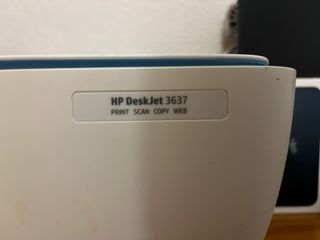 HP DeskJet 3637
PRINT SCAN COPY WEB